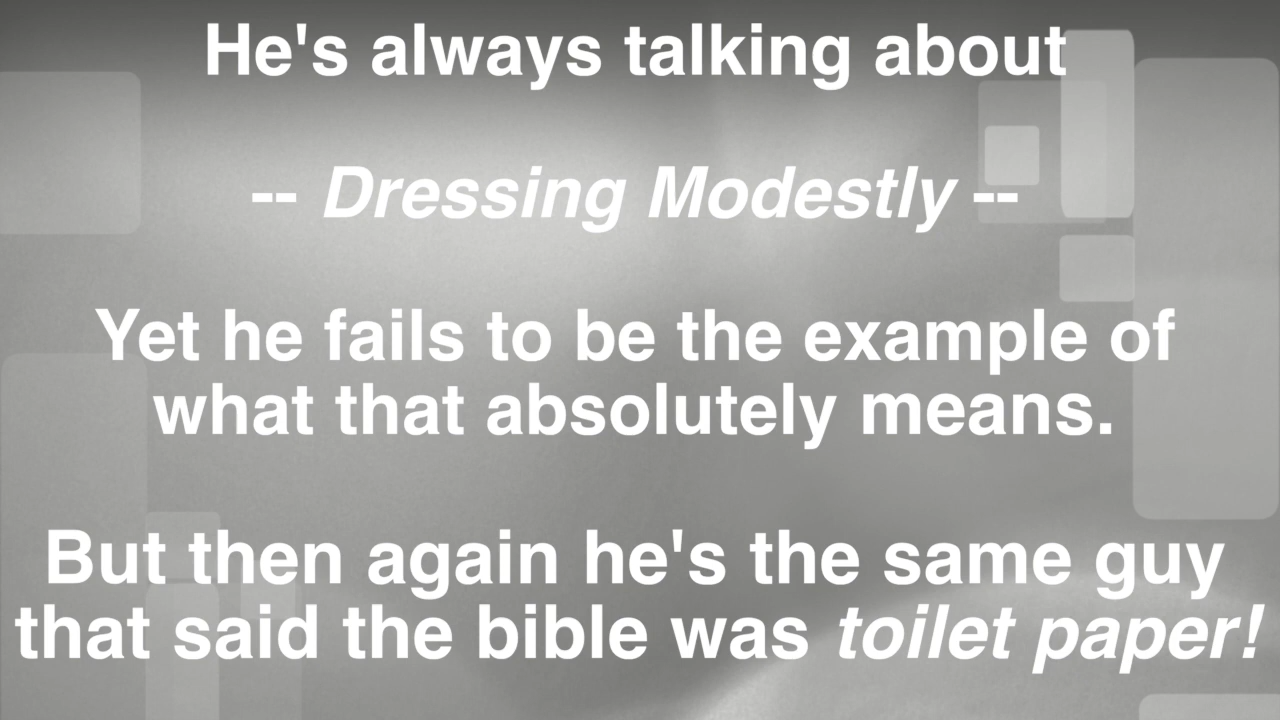 He's always talking about
-- Dressing Modestly --
Yet he fails to be the example of
what that absolutely means.
But then again he's the same guy
that said the bible was toilet paper!